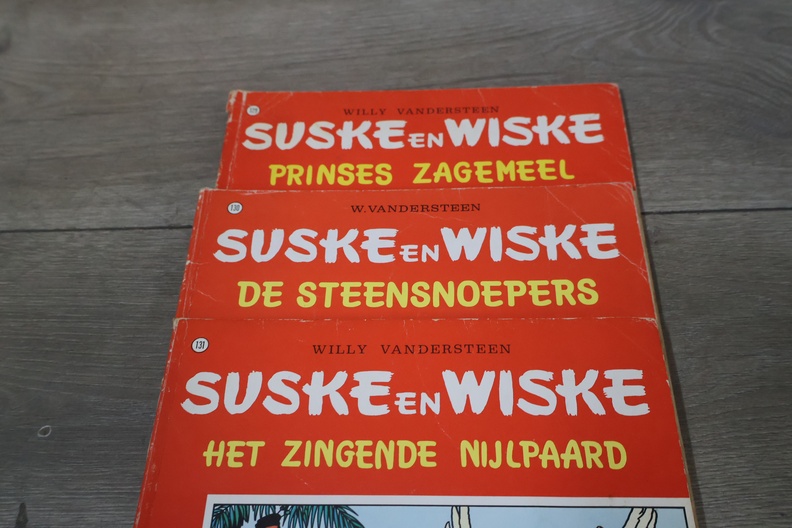 129
WILLY VANDERSTEEN
SUSKE EN WISKE
PRINSES ZAGEMEEL
130
W. VANDERSTEEN
SUSKE EN WISKE
DE STEENSNOEPERS
131
WILLY VANDERSTEEN
SUSKE EN WISKE
HET ZINGENDE NIJLPAARD